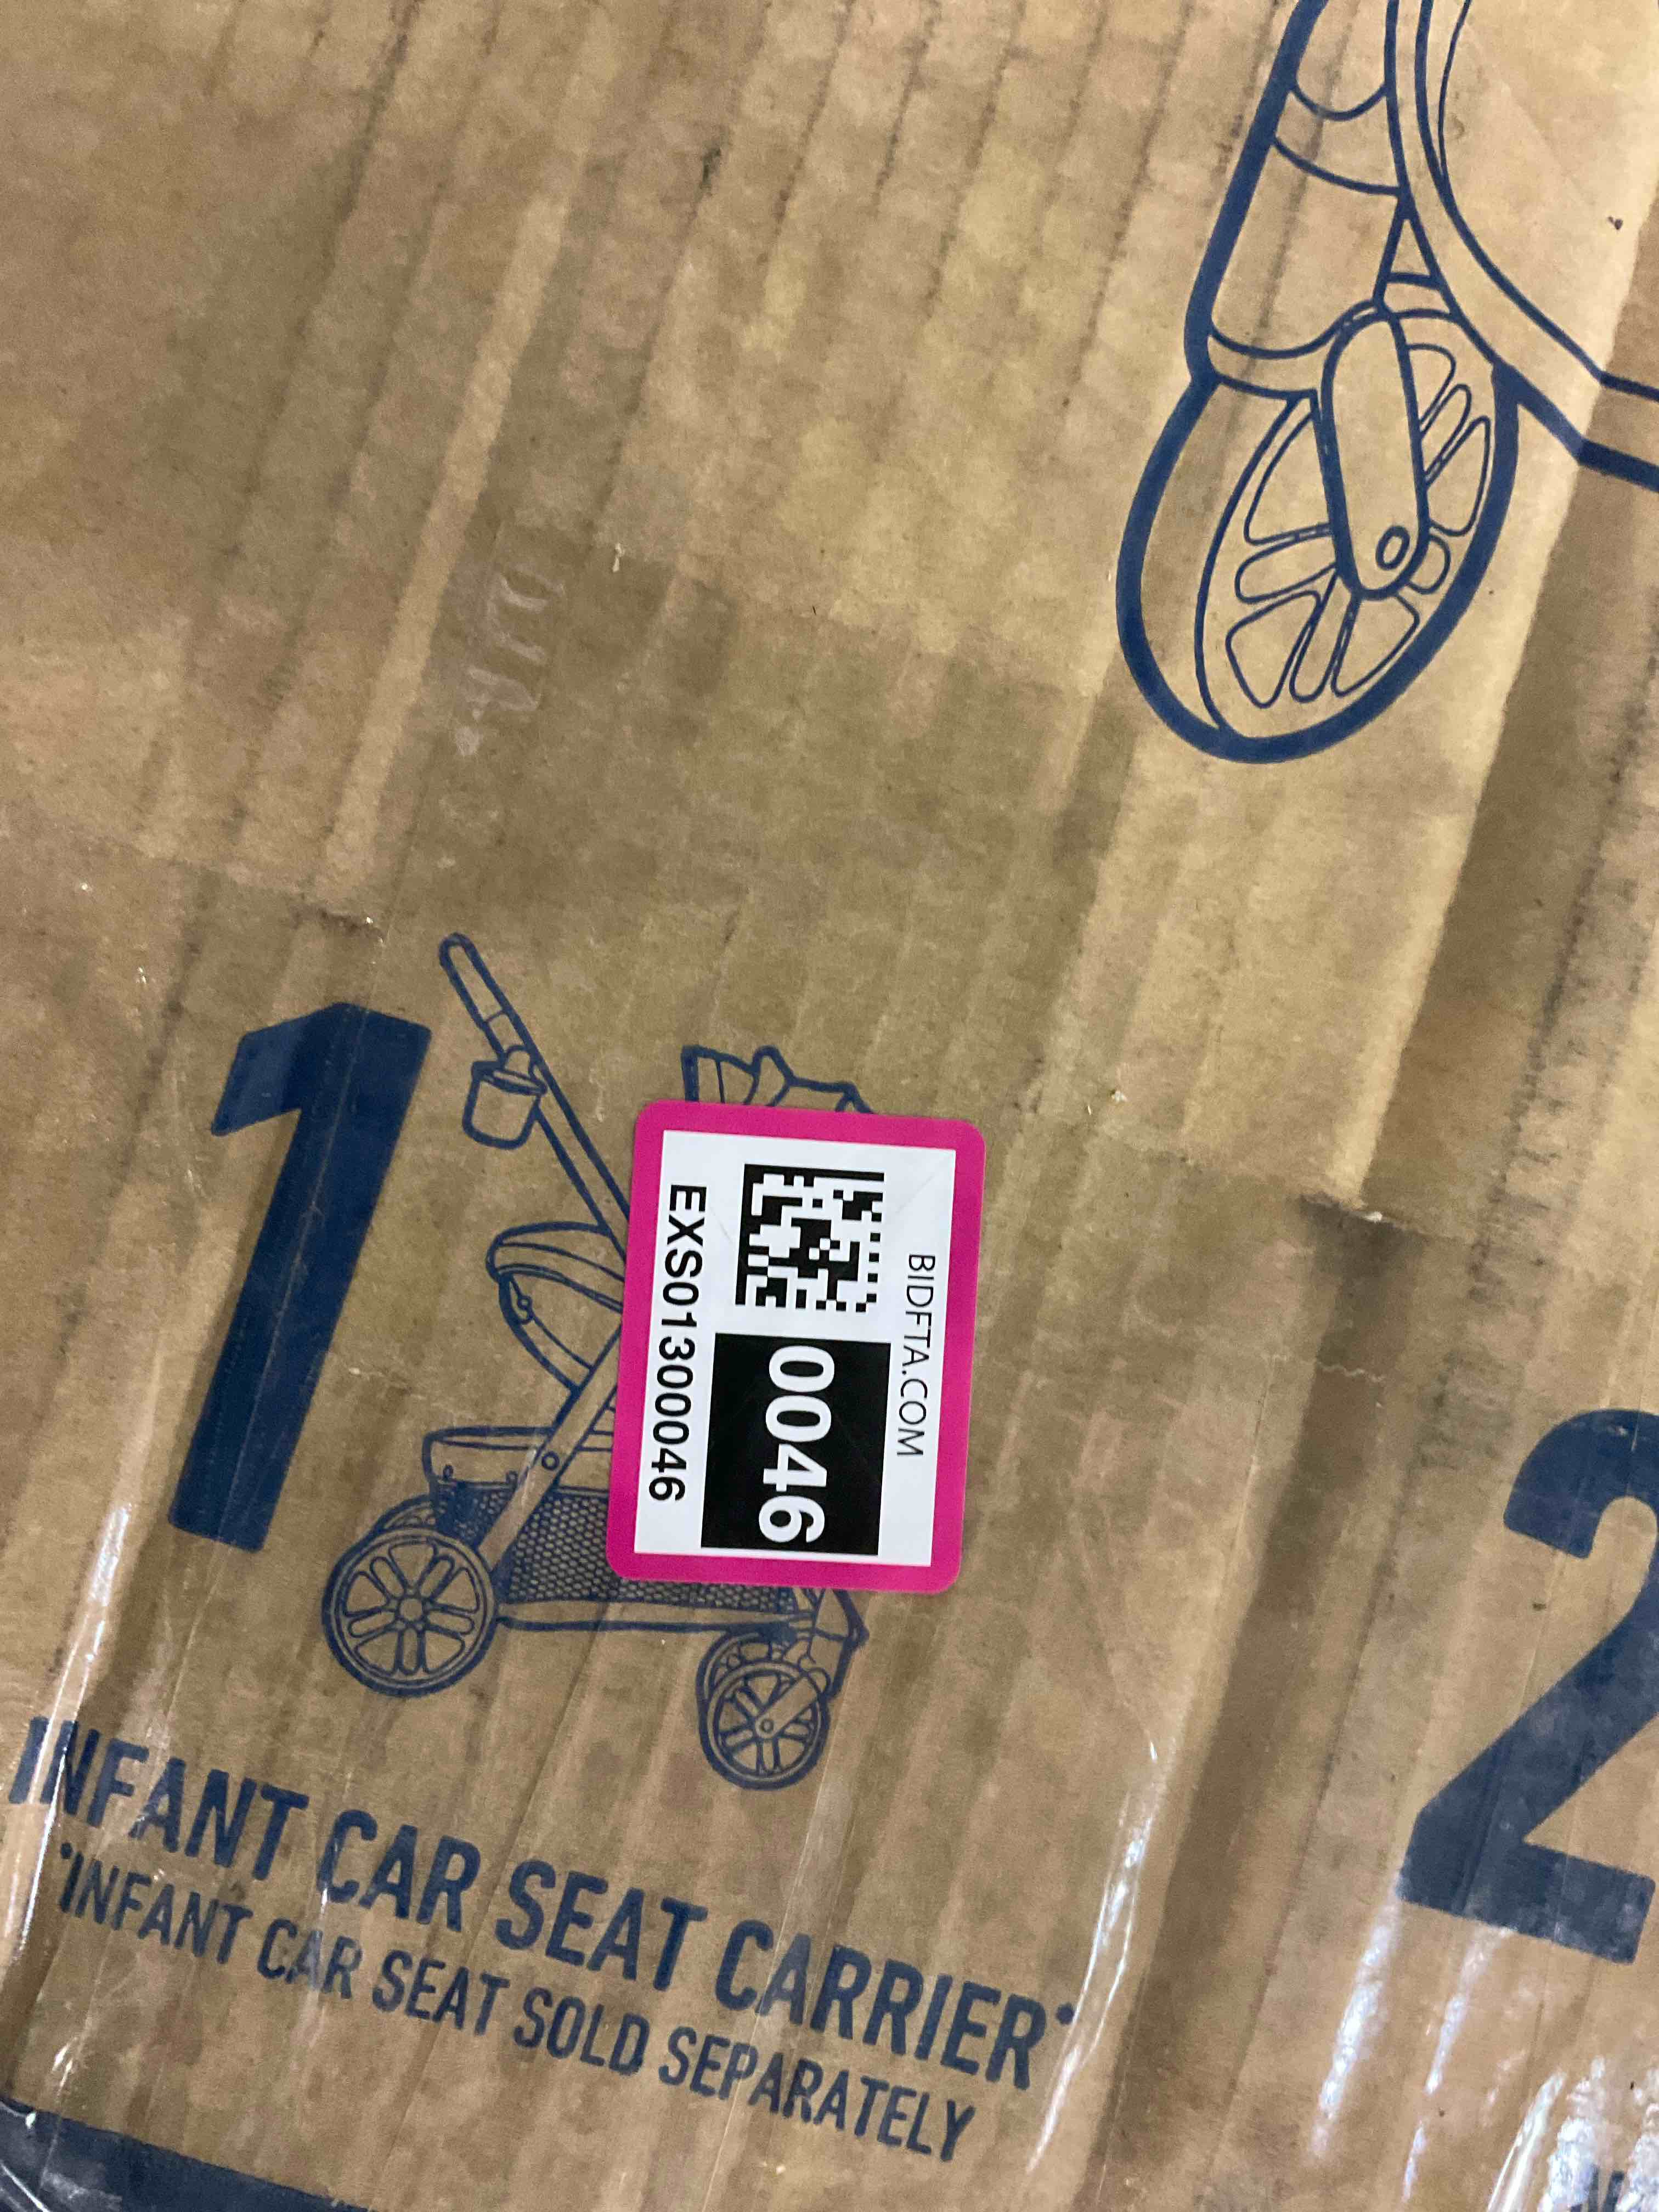 1
BIDFTA.COM
0046
EXS01300046
2
INFANT CAR SEAT CARRIER*
*INFANT CAR SEAT SOLD SEPARATELY